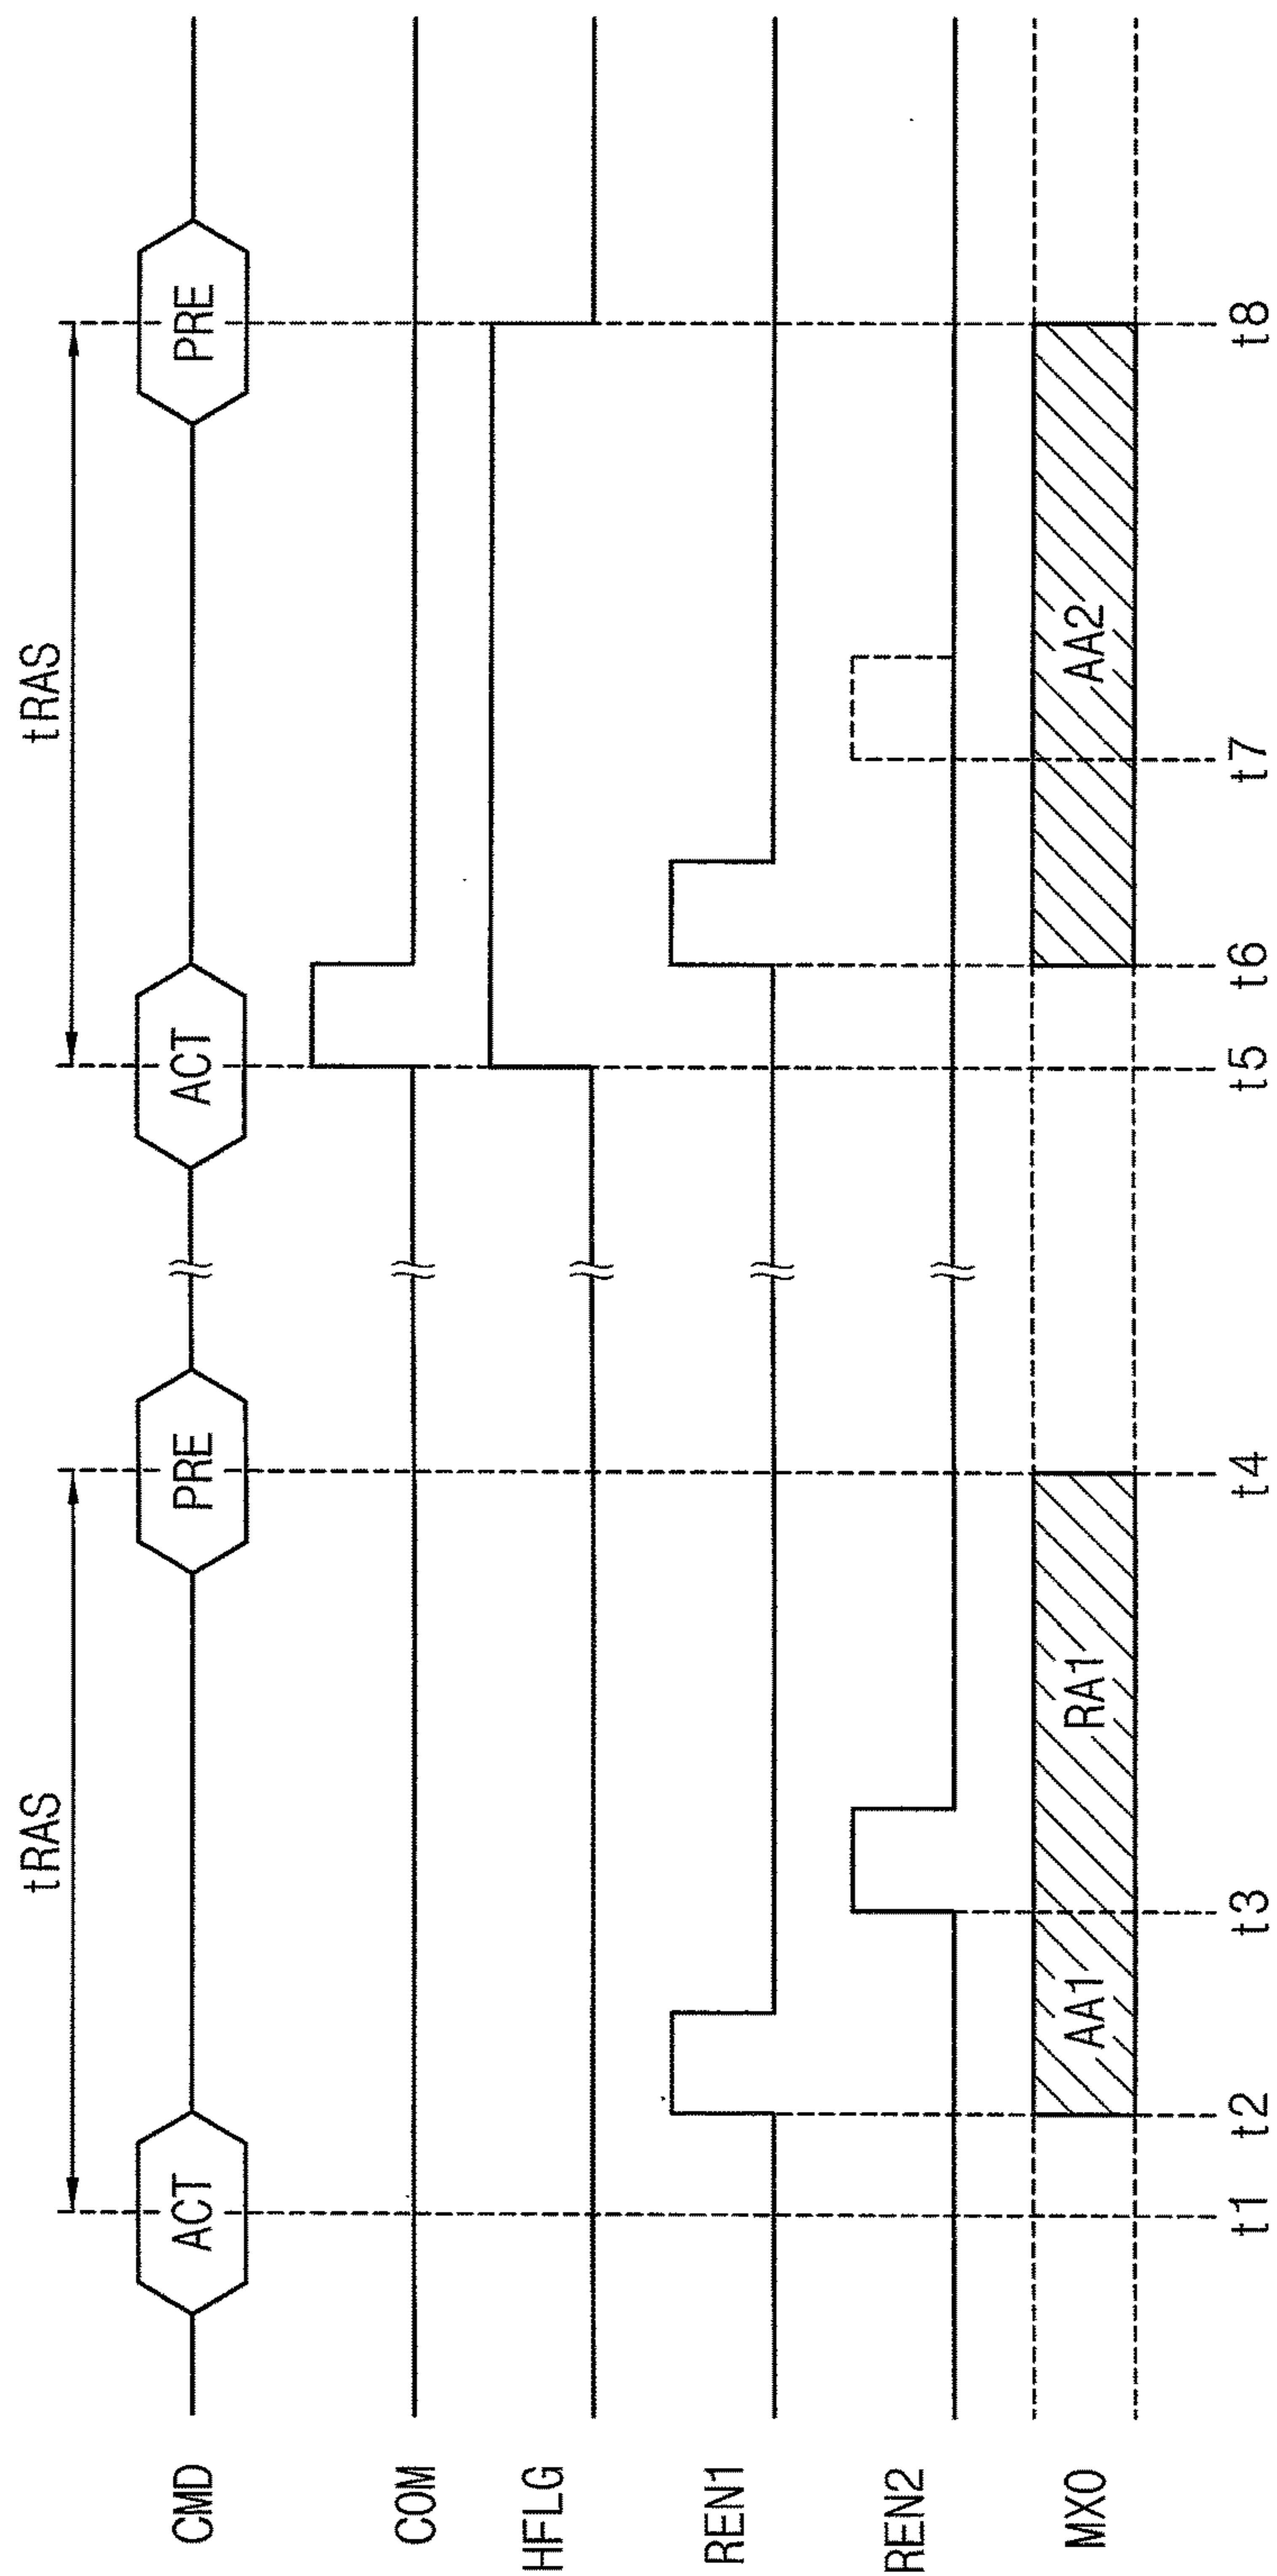 tRAS tRAS
CMD ACT PRE ACT PRE
COM
HFLG
REN1
REN2
MXO AA1 RA1 AA2
t1 t2 t3 t4 t5 t6 t7 t8